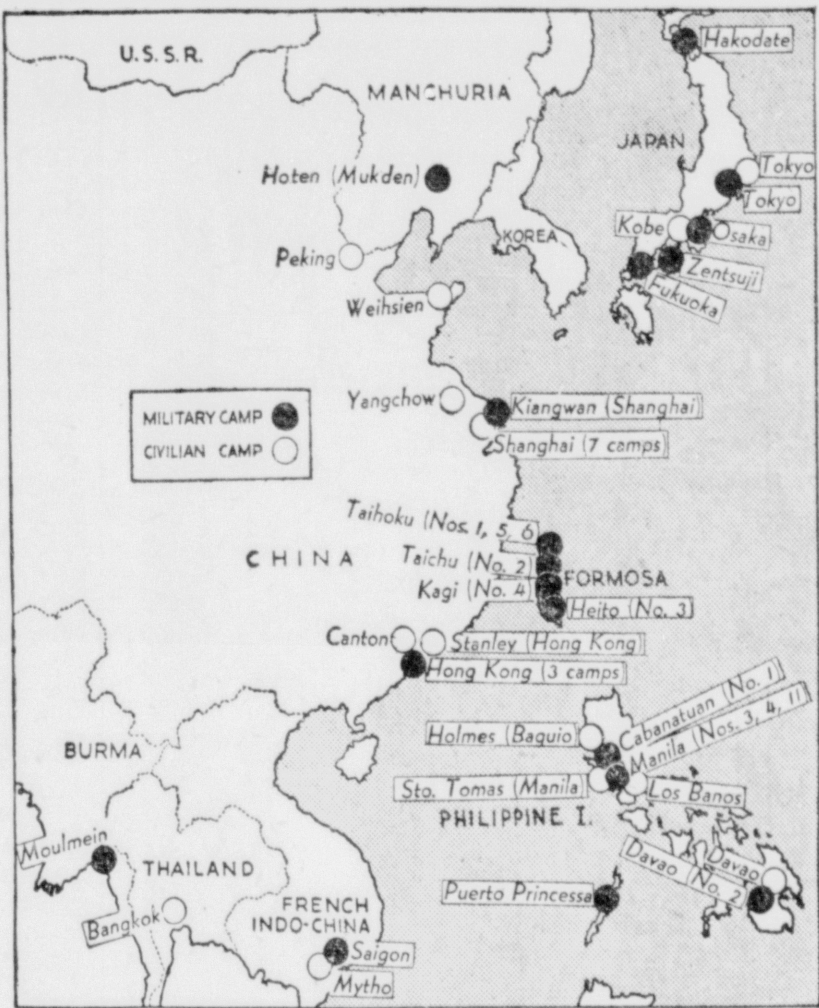 U.S.S.R.
Hakodate
MANCHURIA
JAPAN
Hoten (Mukden)
Tokyo
Tokyo
Kobe
Osaka
KOREA
Peking
Zentsuji
Fukuoka
Weihsien
Yangchow
Kiangwan (Shanghai)
MILITARY CAMP
CIVILIAN CAMP
Shanghai (7 camps)
Taihoku (Nos. 1, 5, 6
CHINA
Taichu (No. 2)
FORMOSA
Kagi (No. 4)
Heito (No. 3)
Canton
Stanley (Hong Kong)
Hong Kong (3 camps)
Cabanatuan (No. 1)
Holmes (Baguio)
Manila (Nos. 3, 4, 11)
BURMA
Sto. Tomas (Manila)
Los Banos
PHILIPPINE I.
Moulmein
THAILAND
Davao
Davao (No. 2)
Puerto Princessa
Bangkok
FRENCH
INDO-CHINA
Saigon
Mytho